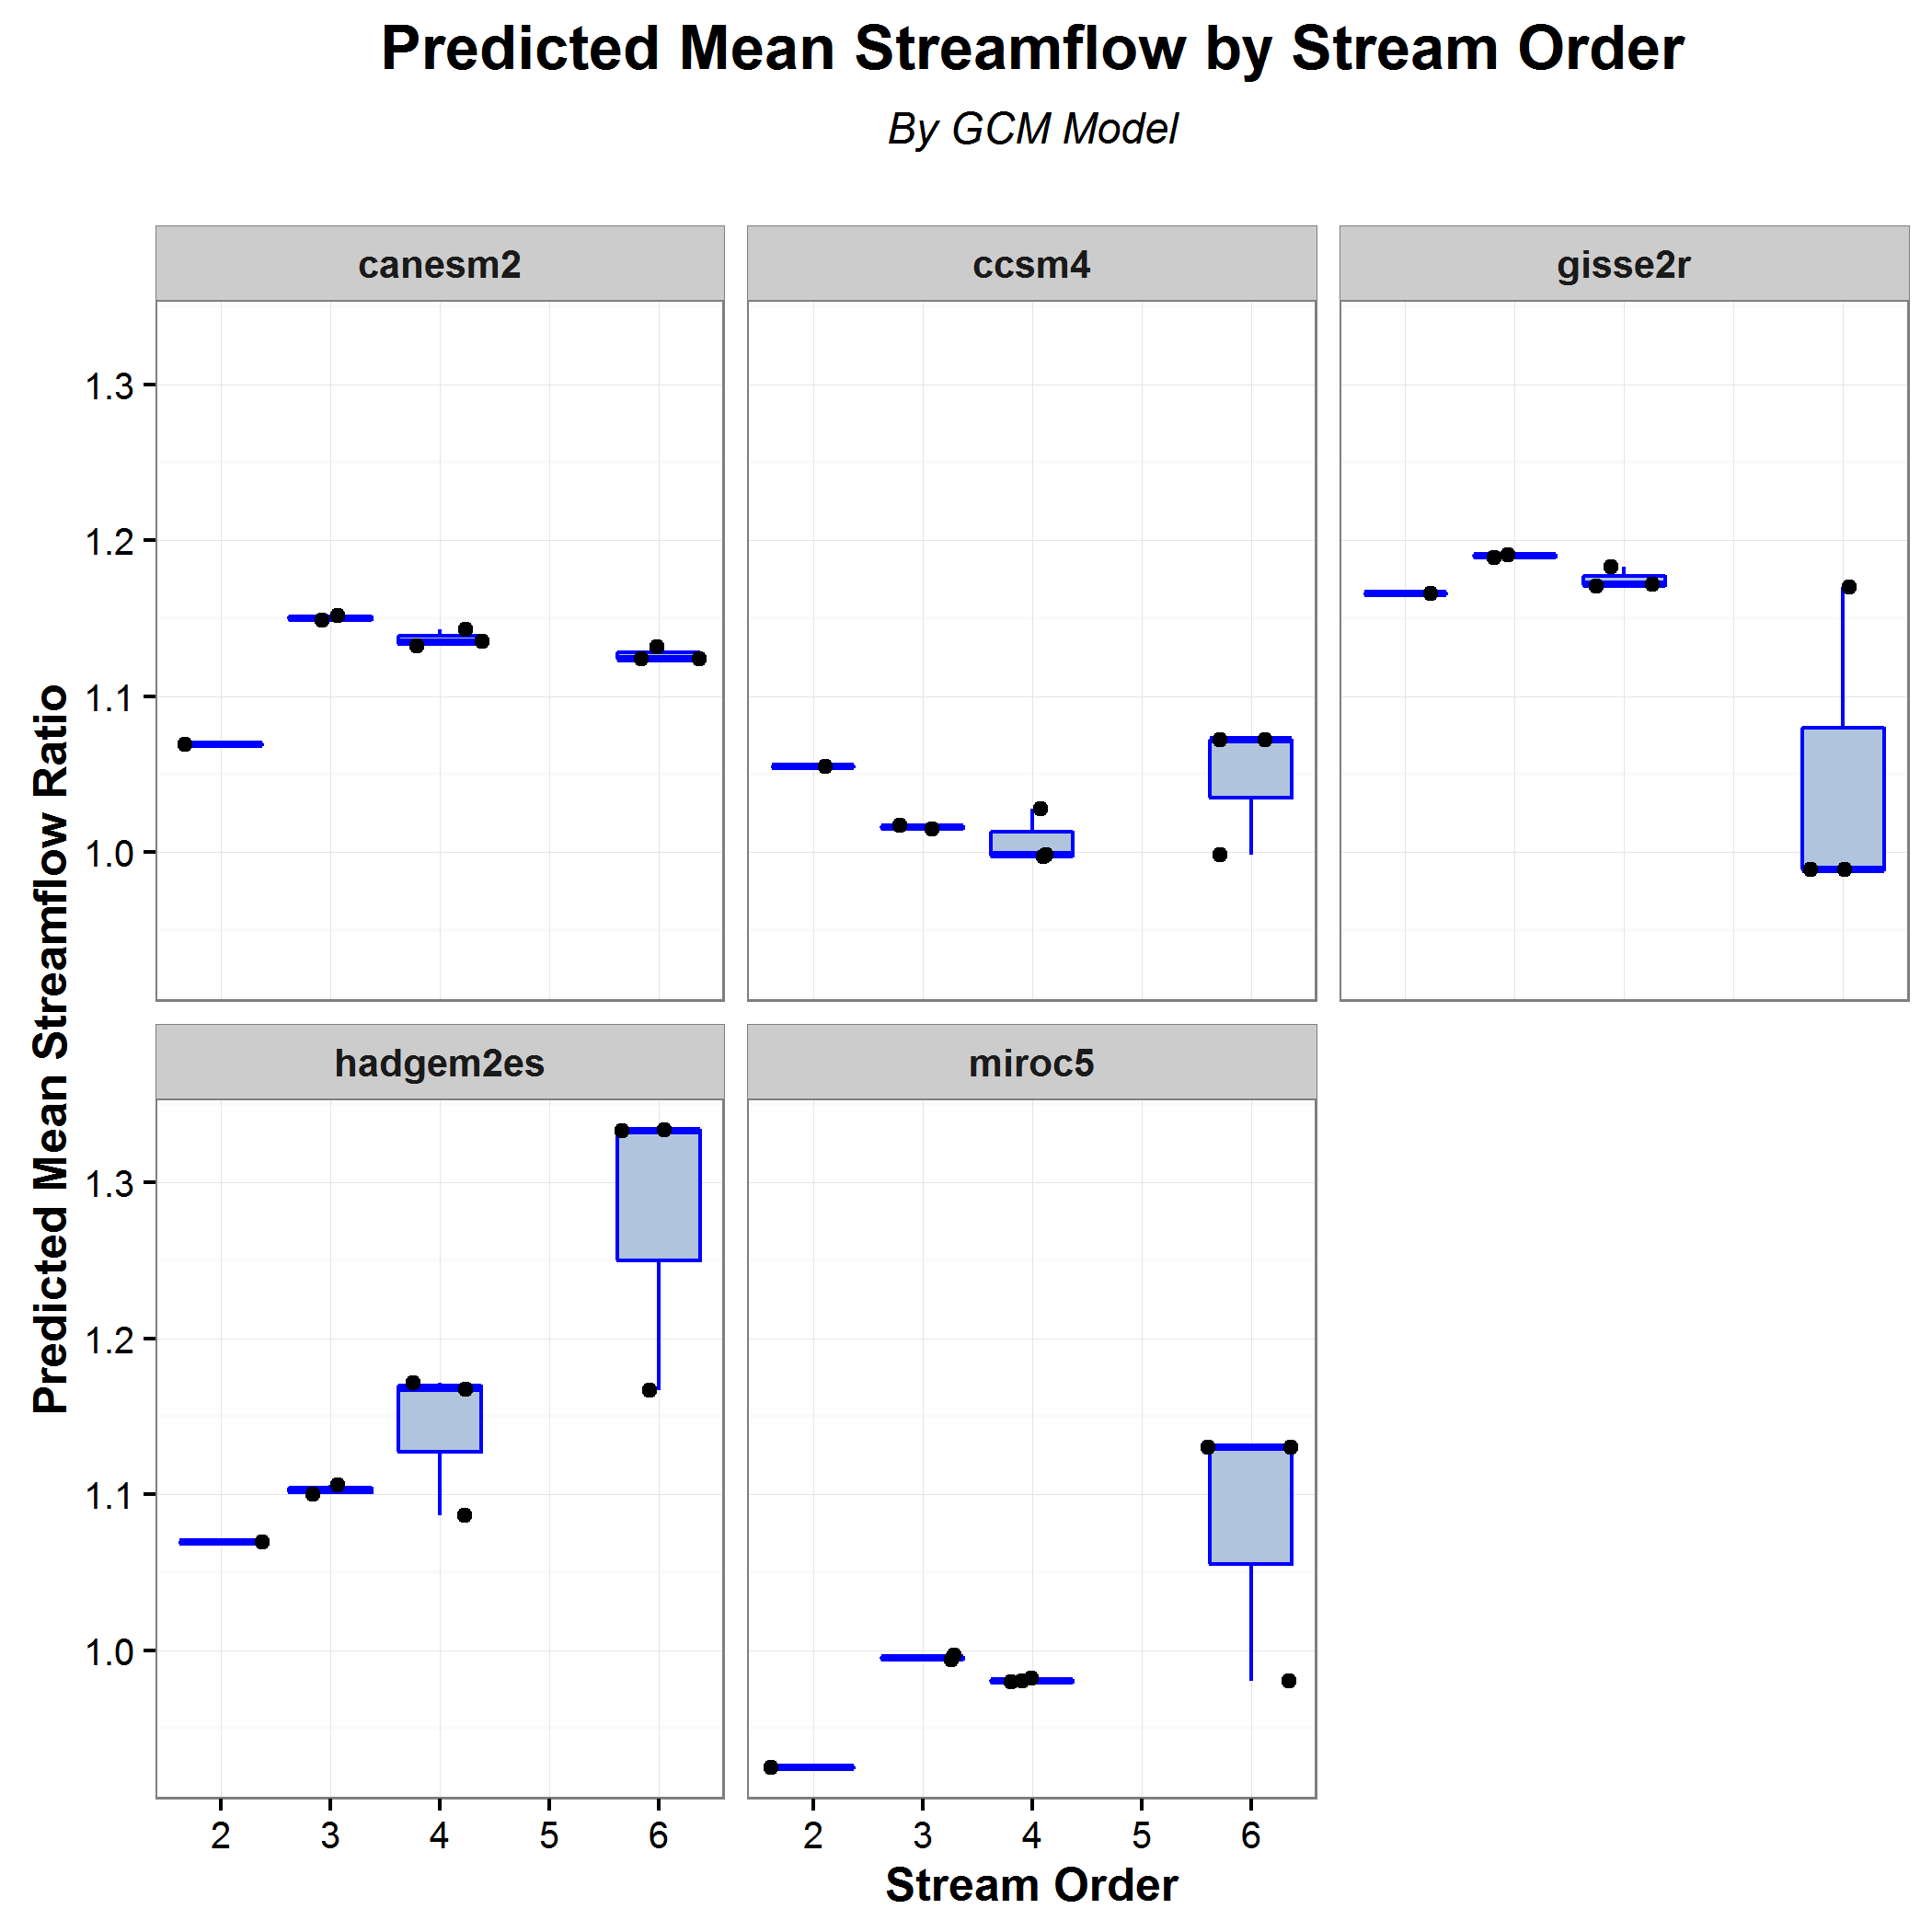 Predicted Mean Streamflow by Stream Order
By GCM Model
canesm2
ccsm4
gisse2r
1.3
1.2
1.1
1.0
Predicted Mean Streamflow Ratio
hadgem2es
miroc5
1.3
1.2
1.1
1.0
2 3 4 5 6
2 3 4 5 6
Stream Order